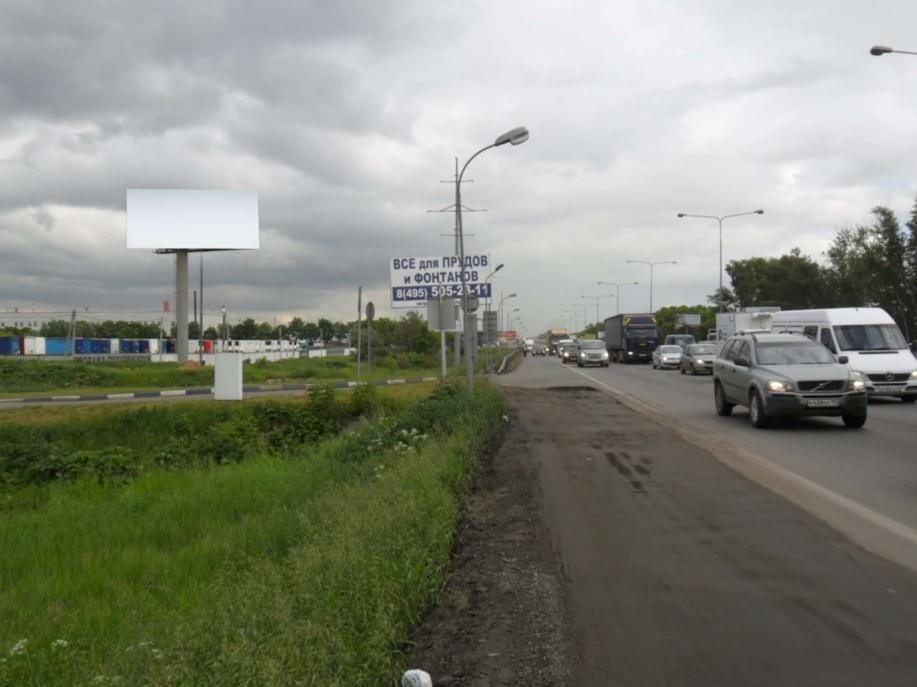 ВСЕ для ПРУДОВ
и ФОНТАНОВ
8(495) 505-23-11